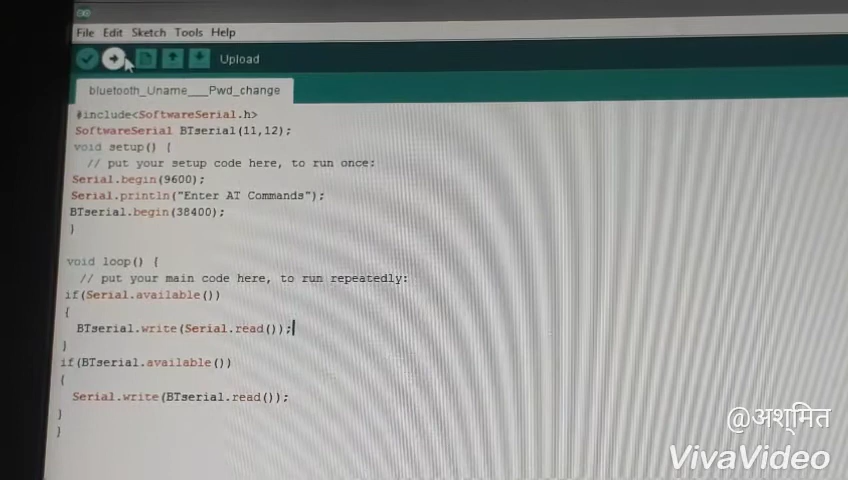 File Edit Sketch Tools Help
Upload
bluetooth_Uname___Pwd_change
#include<SoftwareSerial.h>
SoftwareSerial BTserial(11,12);
void setup() {
// put your setup code here, to run once:
Serial.begin(9600);
Serial.println("Enter AT Commands");
BTserial.begin(38400);
}
void loop() {
// put your main code here, to run repeatedly:
if(Serial.available())
{
BTserial.write(Serial.read());
}
if(BTserial.available())
{
Serial.write(BTserial.read());
}
}
@अश्मित
VivaVideo